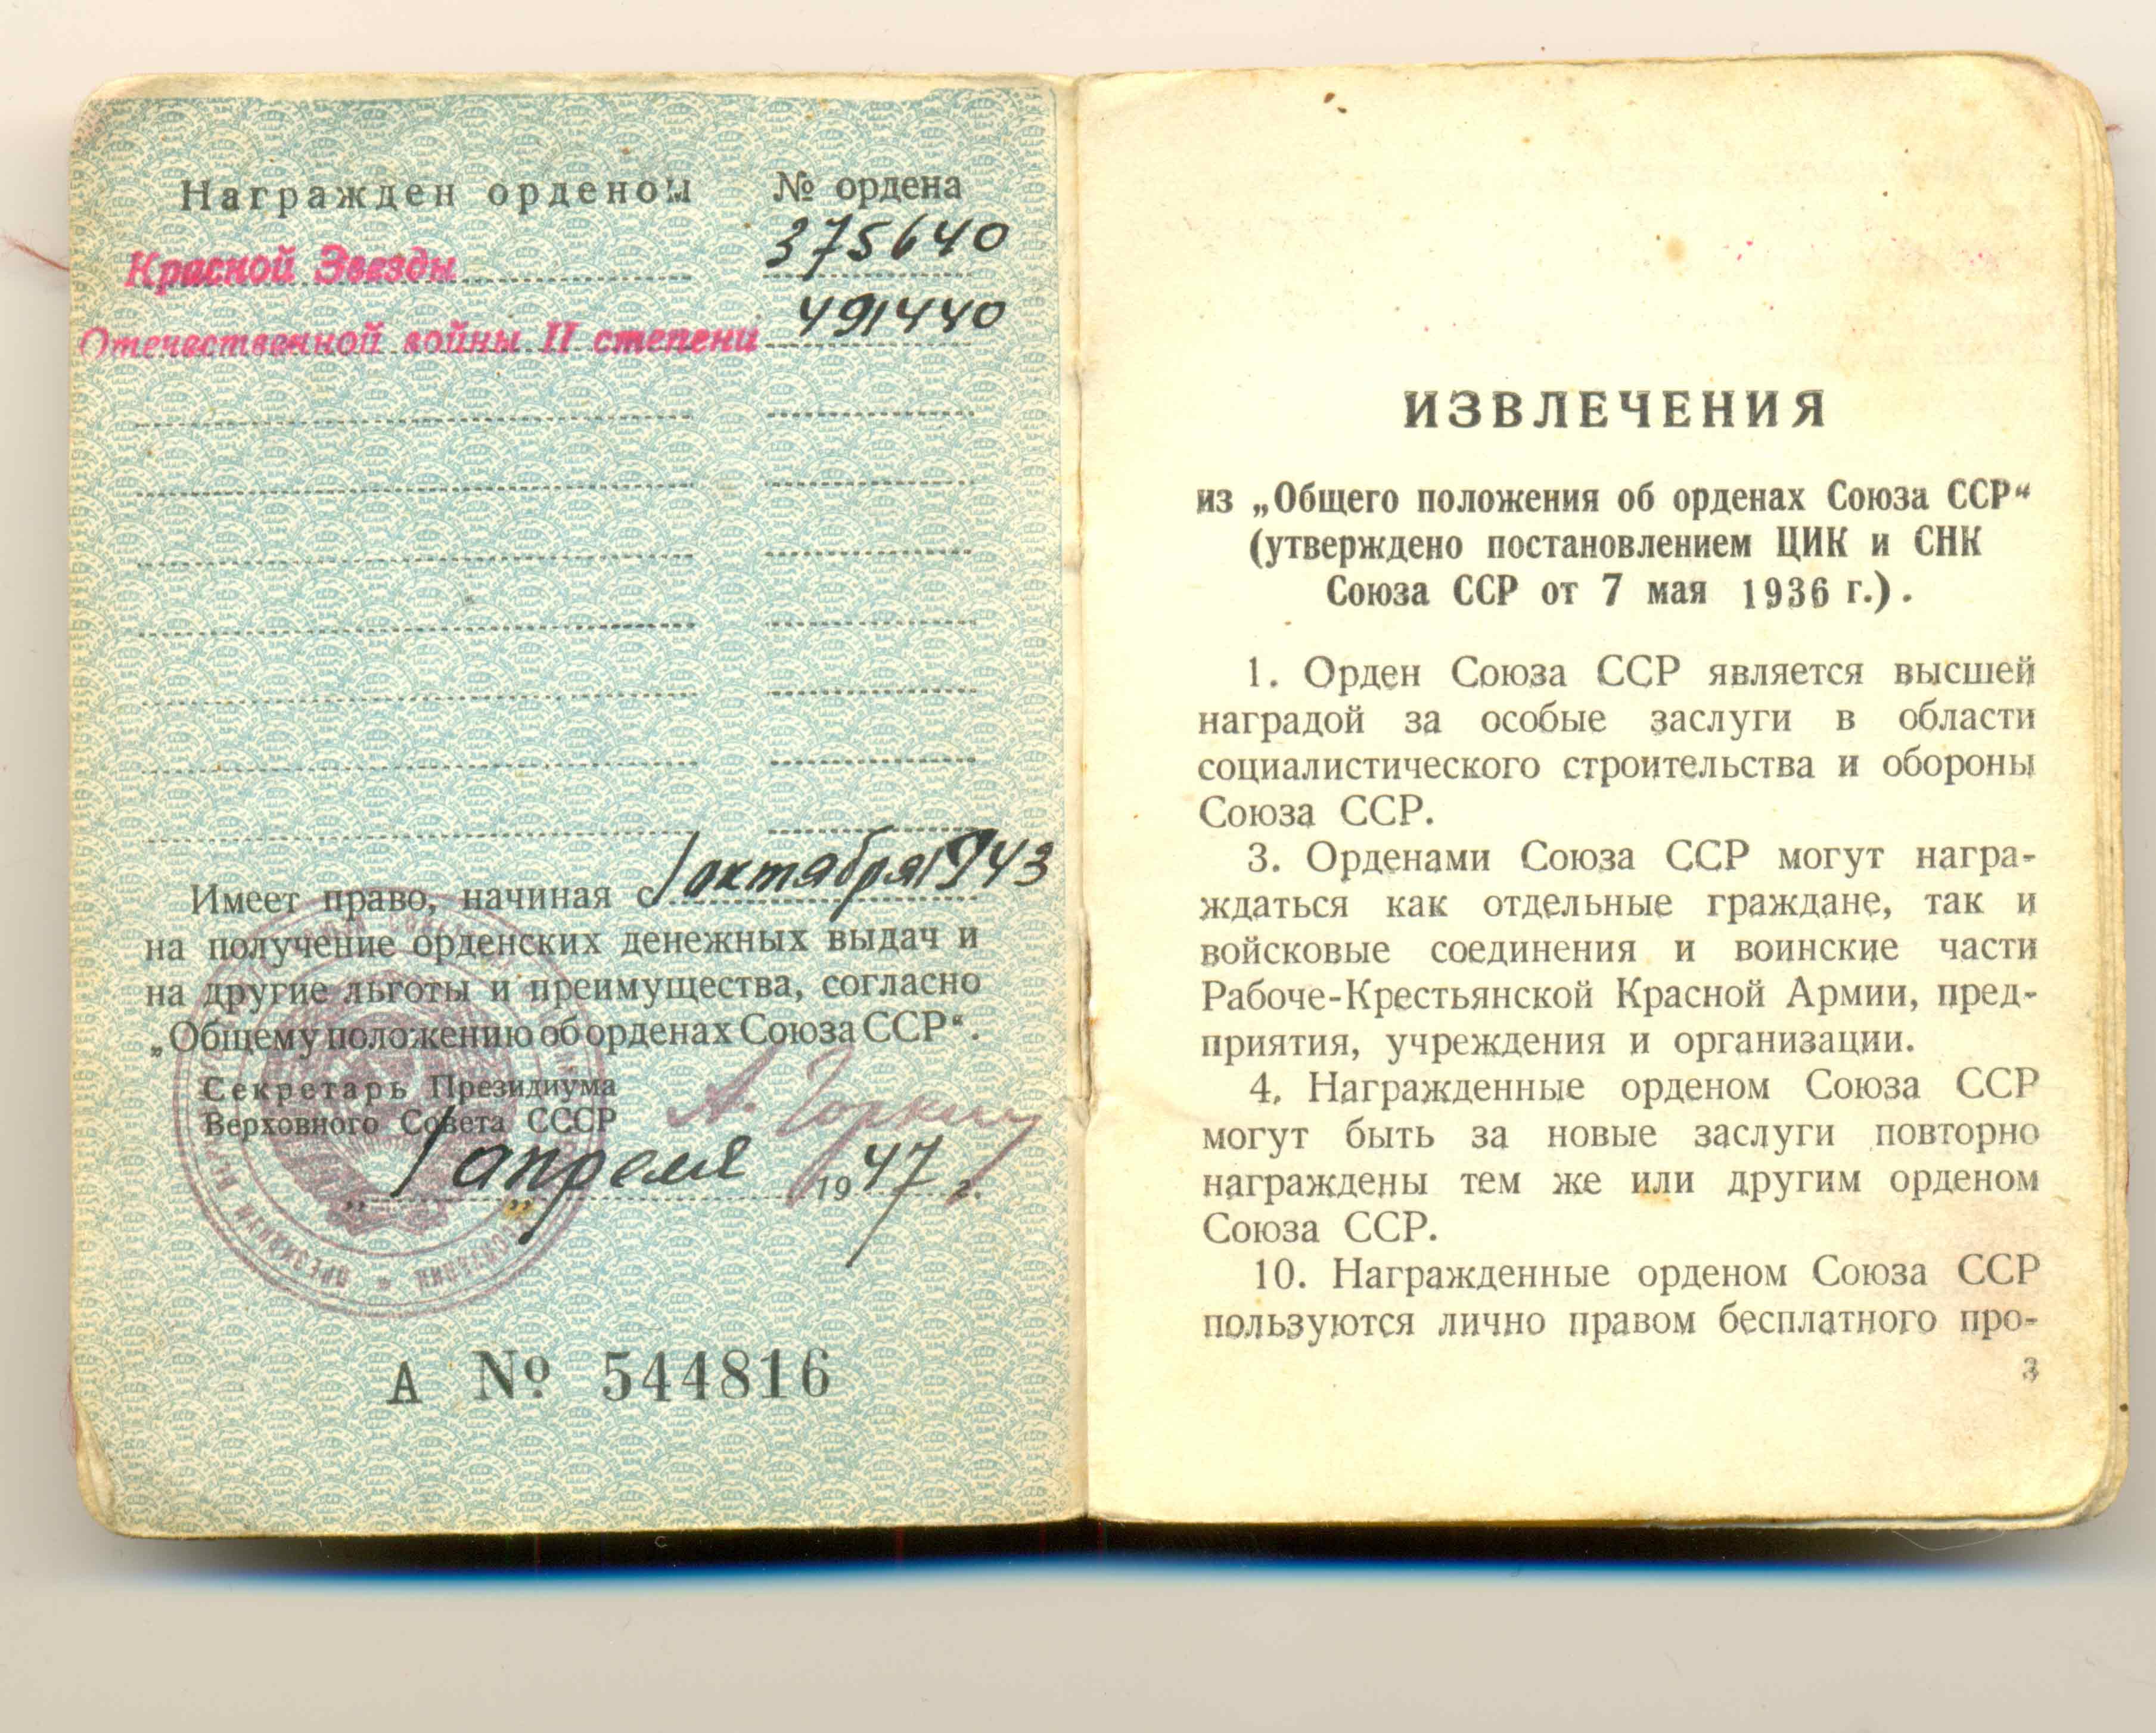 Награжден орденом № ордена
Красной Звезды 375640
Отечественной войны II степени 491440
Имеет право, начиная с 1 октября 1943
на получение орденских денежных выдач и
на другие льготы и преимущества, согласно
„Общему положению об орденах Союза ССР“.
Секретарь Президиума
Верховного Совета СССР А. Горкин
„1“ апреля 1947 г.
А № 544816
ИЗВЛЕЧЕНИЯ
из „Общего положения об орденах Союза ССР“
(утверждено постановлением ЦИК и СНК
Союза ССР от 7 мая 1936 г.).
1. Орден Союза ССР является высшей
наградой за особые заслуги в области
социалистического строительства и обороны
Союза ССР.
3. Орденами Союза ССР могут награ-
ждаться как отдельные граждане, так и
войсковые соединения и воинские части
Рабоче-Крестьянской Красной Армии, пред-
приятия, учреждения и организации.
4. Награжденные орденом Союза ССР
могут быть за новые заслуги повторно
награждены тем же или другим орденом
Союза ССР.
10. Награжденные орденом Союза ССР
пользуются лично правом бесплатного про-
3